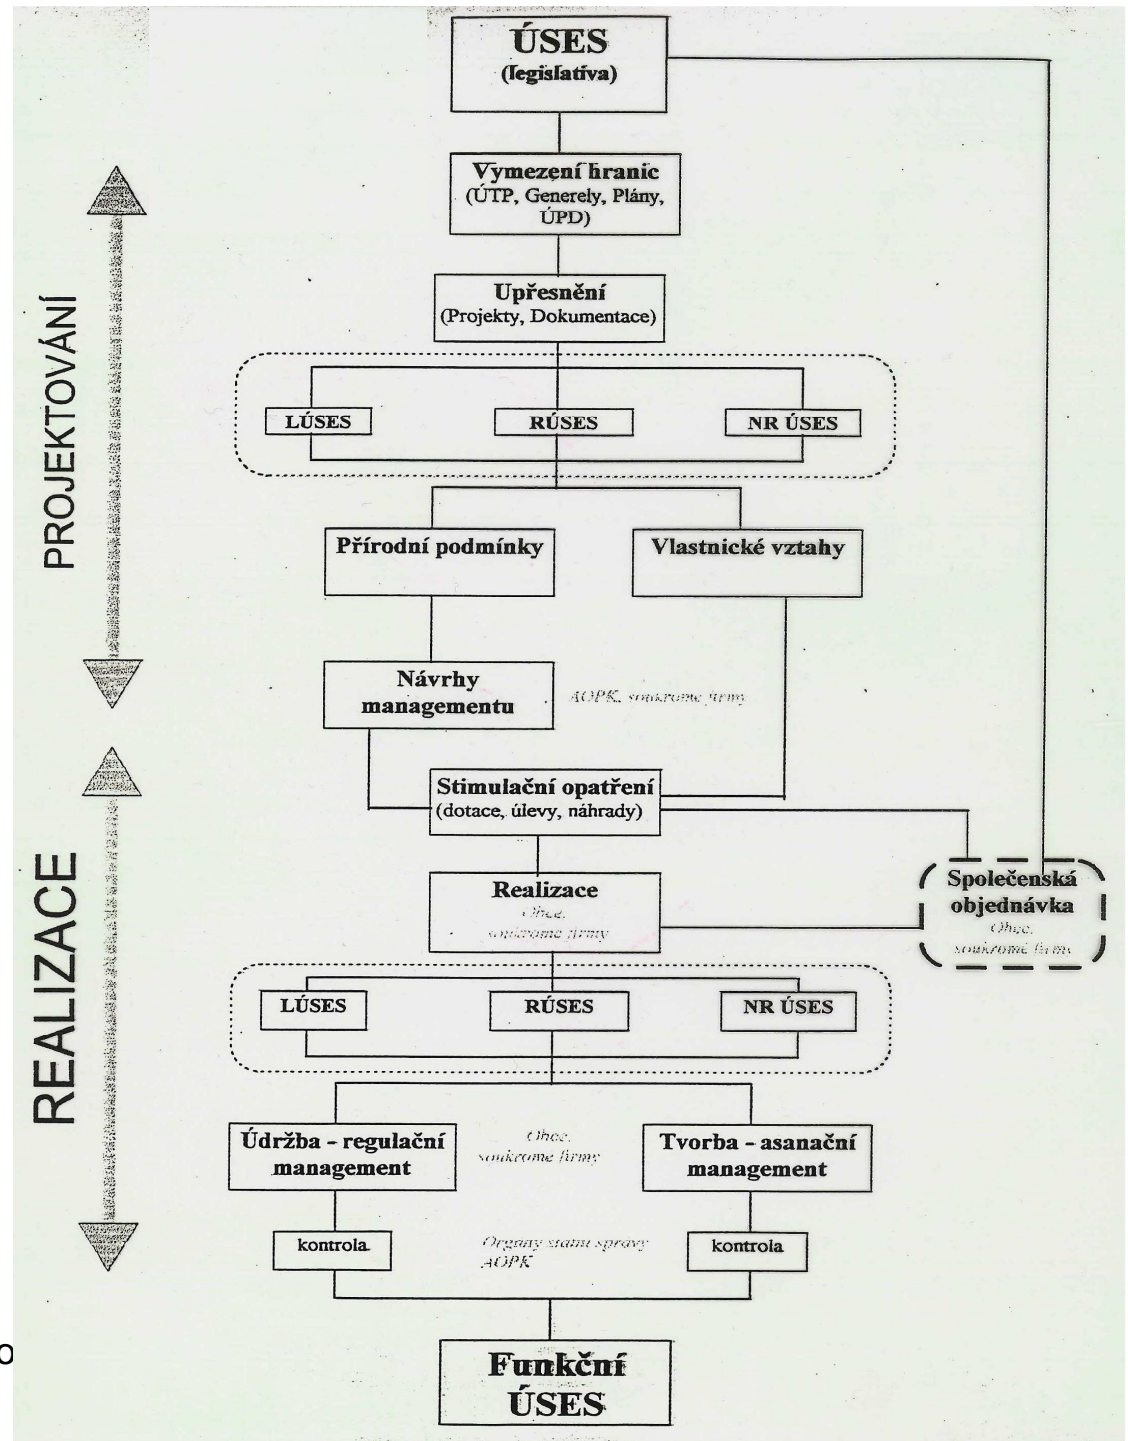 ÚSES
(legislativa)
Vymezení hranic
(ÚTP, Generely, Plány,
ÚPD)
Upřesnění
(Projekty, Dokumentace)
PROJEKTOVÁNÍ
LÚSES
RÚSES
NR ÚSES
Přírodní podmínky
Vlastnické vztahy
Návrhy
managementu
AOPK, soukromé firmy
Stimulační opatření
(dotace, úlevy, náhrady)
REALIZACE
Realizace
Obce,
soukromé firmy
Společenská
objednávka
Obce,
soukromé firmy
LÚSES
RÚSES
NR ÚSES
Údržba - regulační
management
Obce,
soukromé firmy
Tvorba - asanační
management
kontrola
Orgány státní správy
AOPK
kontrola
Funkční
ÚSES